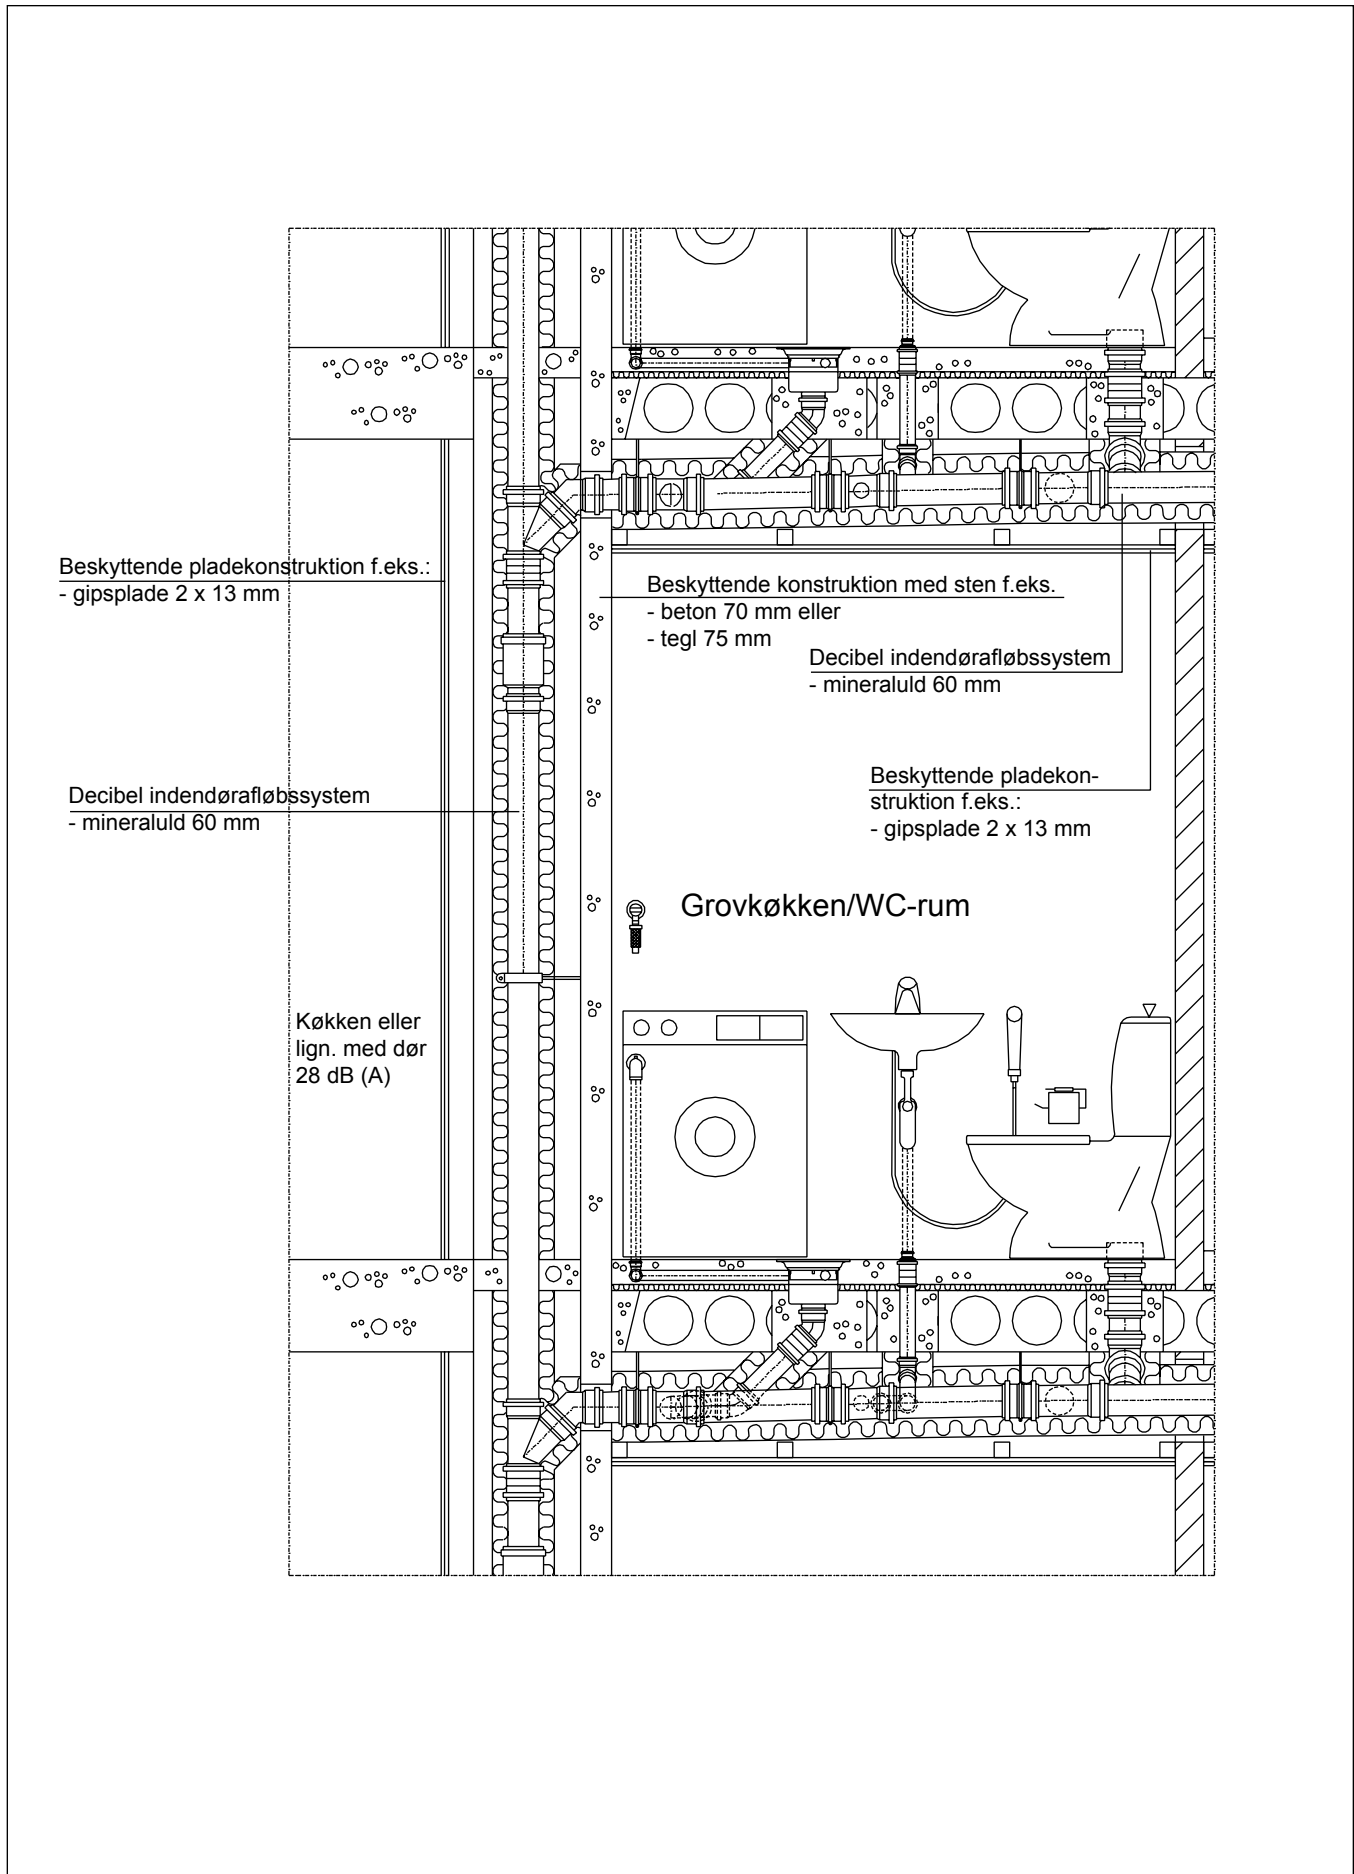 Beskyttende pladekonstruktion f.eks.:
- gipsplade 2 x 13 mm
Beskyttende konstruktion med sten f.eks.
- beton 70 mm eller
- tegl 75 mm
Decibel indendørafløbssystem
- mineraluld 60 mm
Beskyttende pladekon-
struktion f.eks.:
- gipsplade 2 x 13 mm
Decibel indendørafløbssystem
- mineraluld 60 mm
Grovkøkken/WC-rum
Køkken eller
lign. med dør
28 dB (A)